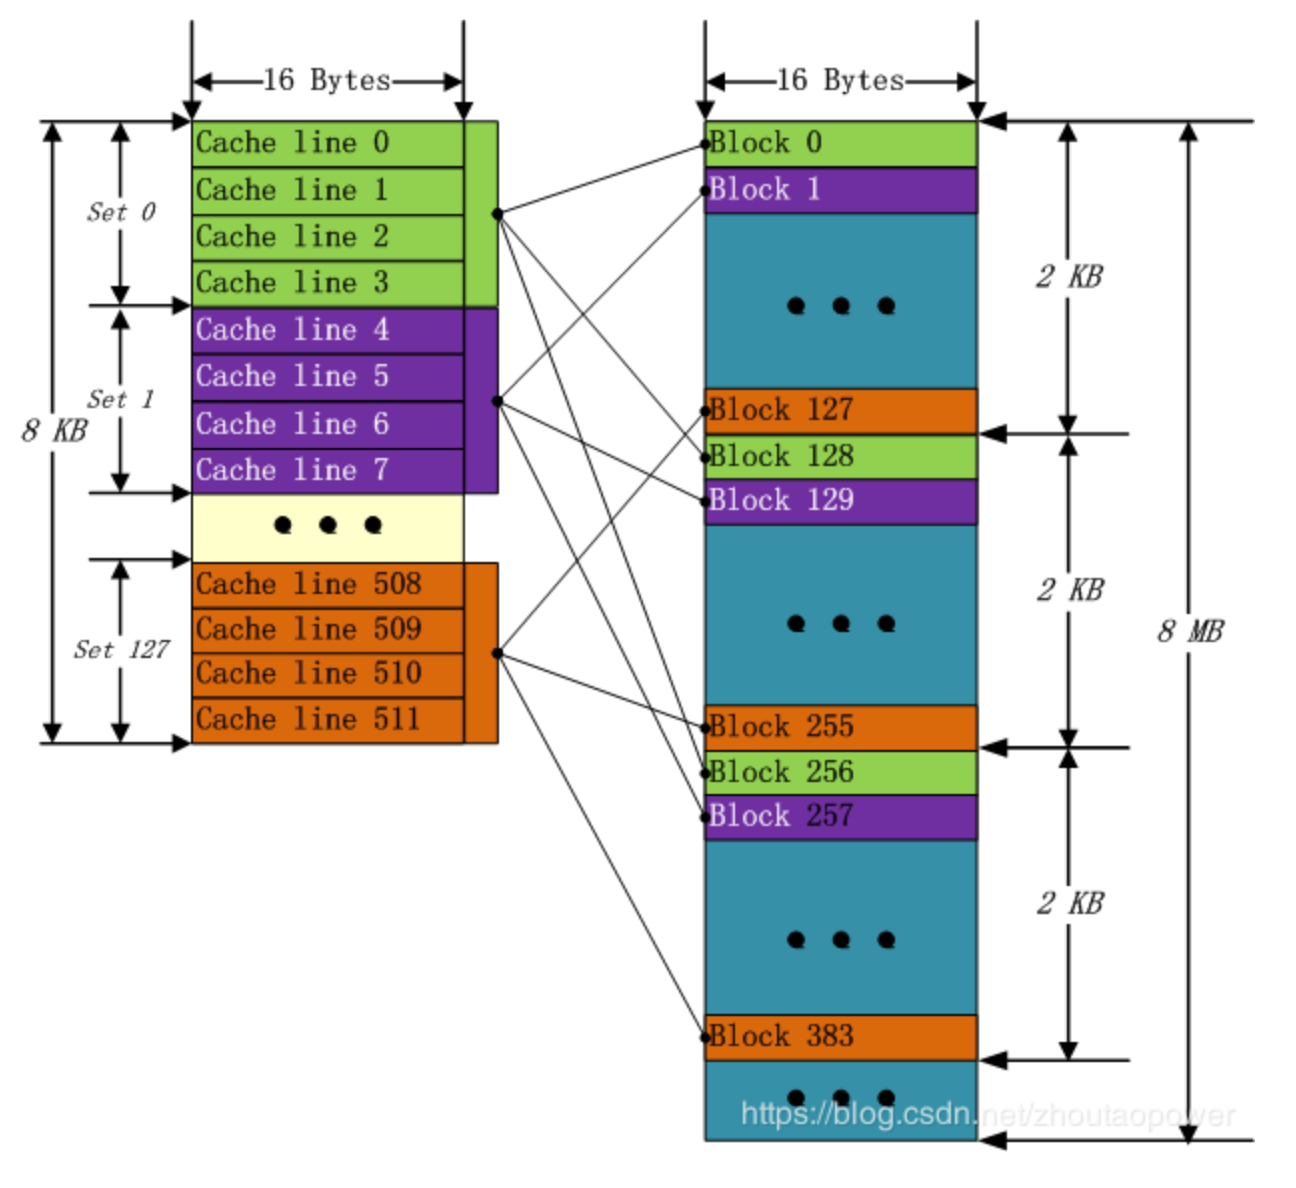 16 Bytes
16 Bytes
Cache line 0
Cache line 1
Cache line 2
Cache line 3
Set 0
Cache line 4
Cache line 5
Cache line 6
Cache line 7
Set 1
8 KB
Cache line 508
Cache line 509
Cache line 510
Cache line 511
Set 127
Block 0
Block 1
Block 127
2 KB
Block 128
Block 129
Block 255
2 KB
Block 256
Block 257
Block 383
2 KB
8 MB
https://blog.csdn.net/zhoutaopower